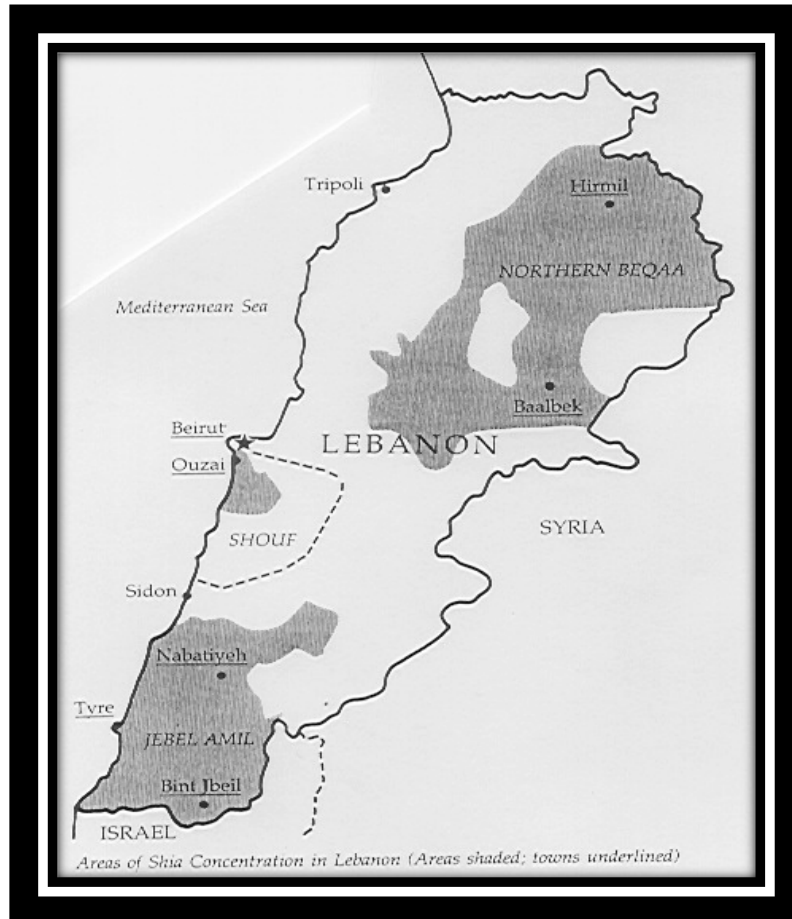 Tripoli
Hirmil
NORTHERN BEQAA
Mediterranean Sea
Baalbek
Beirut
LEBANON
Ouzai
SYRIA
SHOUF
Sidon
Nabatiyeh
Tyre
JEBEL AMIL
Bint Jbeil
ISRAEL
Areas of Shia Concentration in Lebanon (Areas shaded; towns underlined)